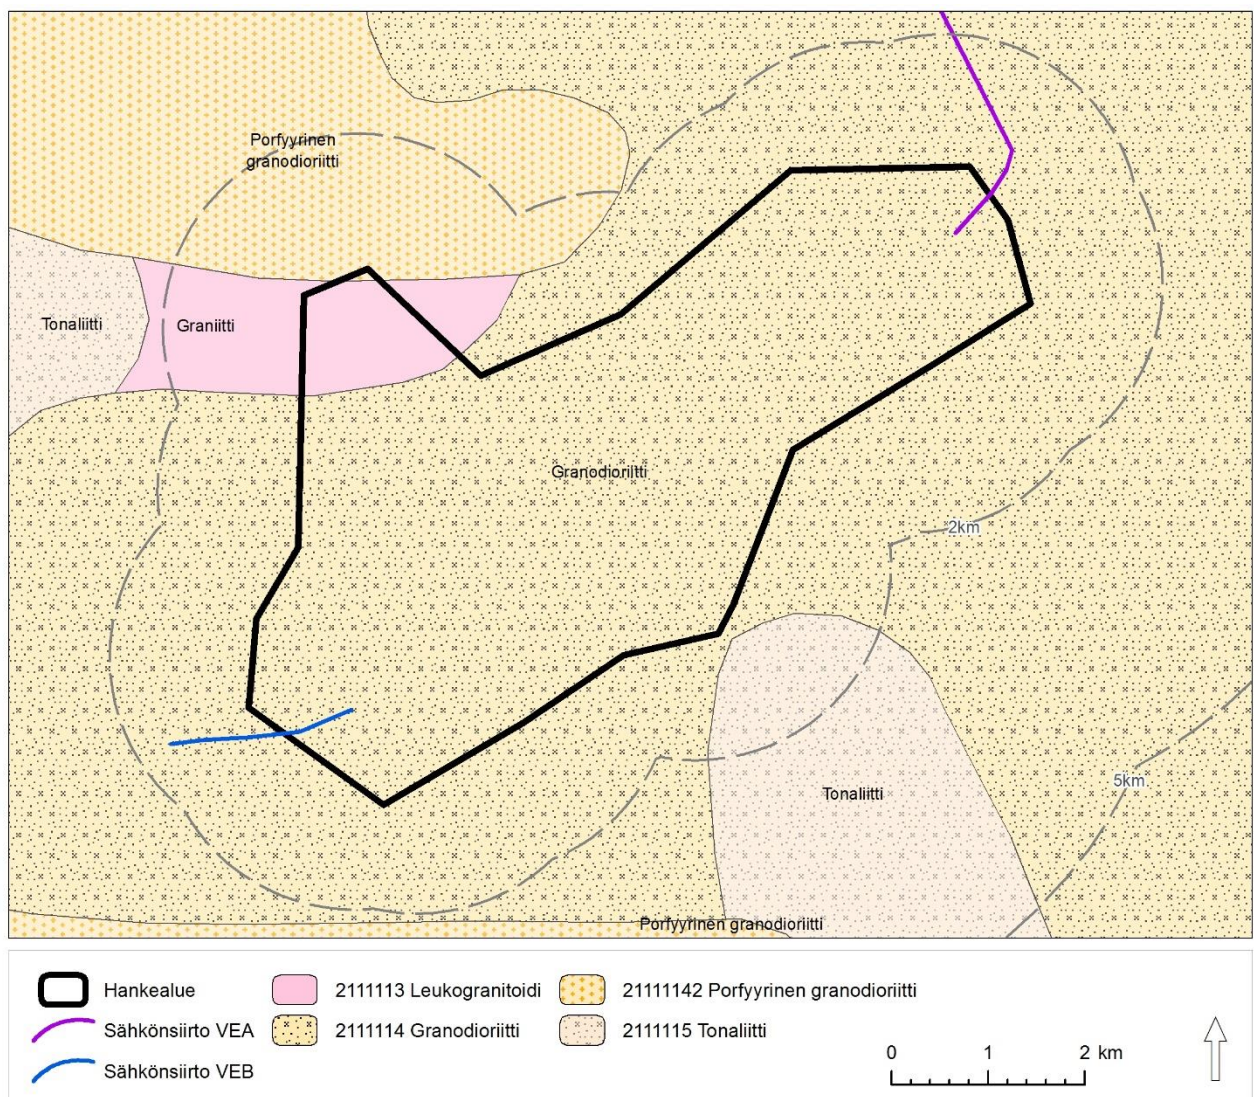 Porfyyrinen
granodioriitti
Tonaliitti
Graniitti
Granodioriitti
2km
5km
Tonaliitti
Porfyyrinen granodioriitti
Hankealue
2111113 Leukogranitoidi
21111142 Porfyyrinen granodioriitti
Sähkönsiirto VEA
2111114 Granodioriitti
2111115 Tonaliitti
Sähkönsiirto VEB
0 1 2 km